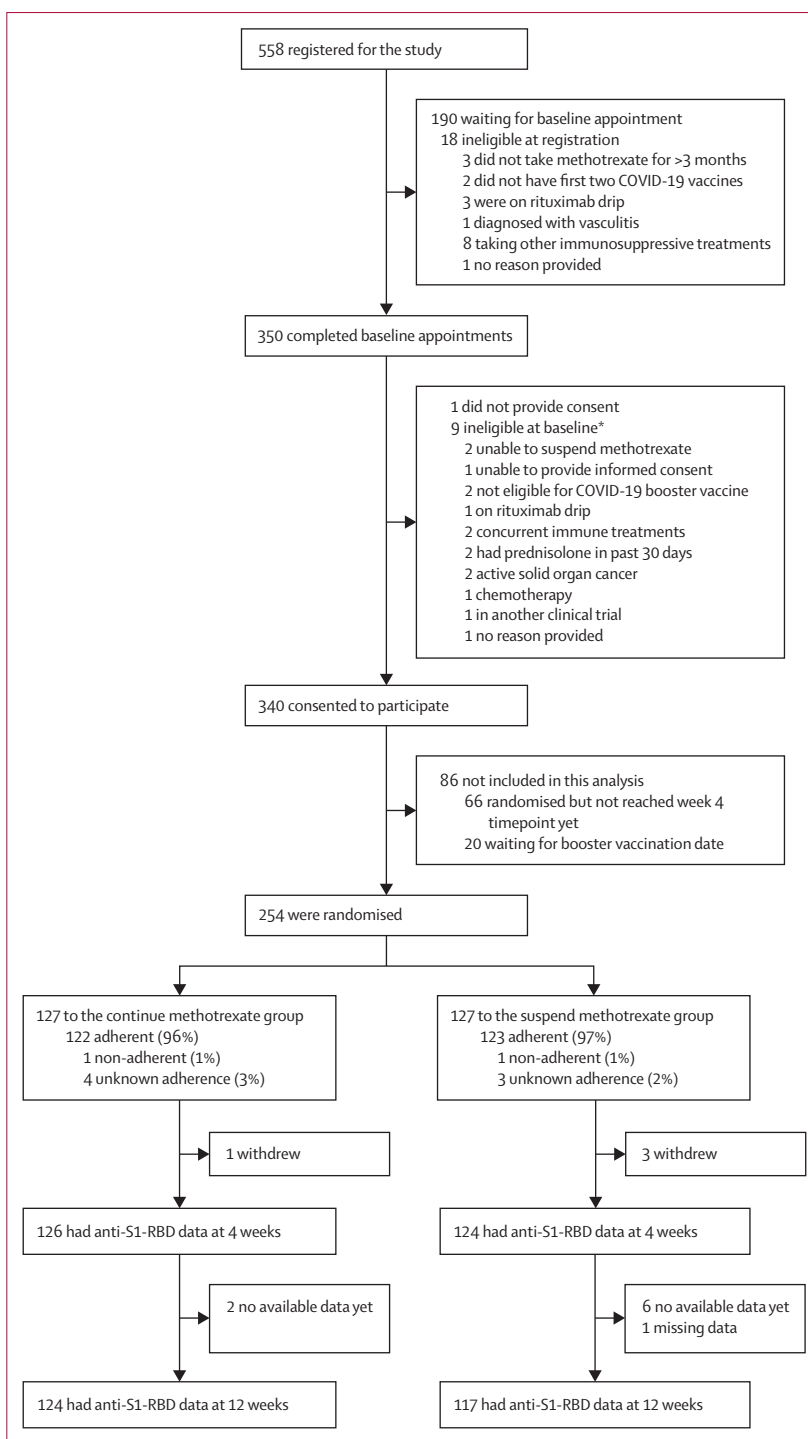 558 registered for the study
190 waiting for baseline appointment
18 ineligible at registration
3 did not take methotrexate for >3 months
2 did not have first two COVID-19 vaccines
3 were on rituximab drip
1 diagnosed with vasculitis
8 taking other immunosuppressive treatments
1 no reason provided
350 completed baseline appointments
1 did not provide consent
9 ineligible at baseline*
2 unable to suspend methotrexate
1 unable to provide informed consent
2 not eligible for COVID-19 booster vaccine
1 on rituximab drip
2 concurrent immune treatments
2 had prednisolone in past 30 days
2 active solid organ cancer
1 chemotherapy
1 in another clinical trial
1 no reason provided
340 consented to participate
86 not included in this analysis
66 randomised but not reached week 4
timepoint yet
20 waiting for booster vaccination date
254 were randomised
127 to the continue methotrexate group
122 adherent (96%)
1 non-adherent (1%)
4 unknown adherence (3%)
127 to the suspend methotrexate group
123 adherent (97%)
1 non-adherent (1%)
3 unknown adherence (2%)
1 withdrew
3 withdrew
126 had anti-S1-RBD data at 4 weeks
124 had anti-S1-RBD data at 4 weeks
2 no available data yet
6 no available data yet
1 missing data
124 had anti-S1-RBD data at 12 weeks
117 had anti-S1-RBD data at 12 weeks